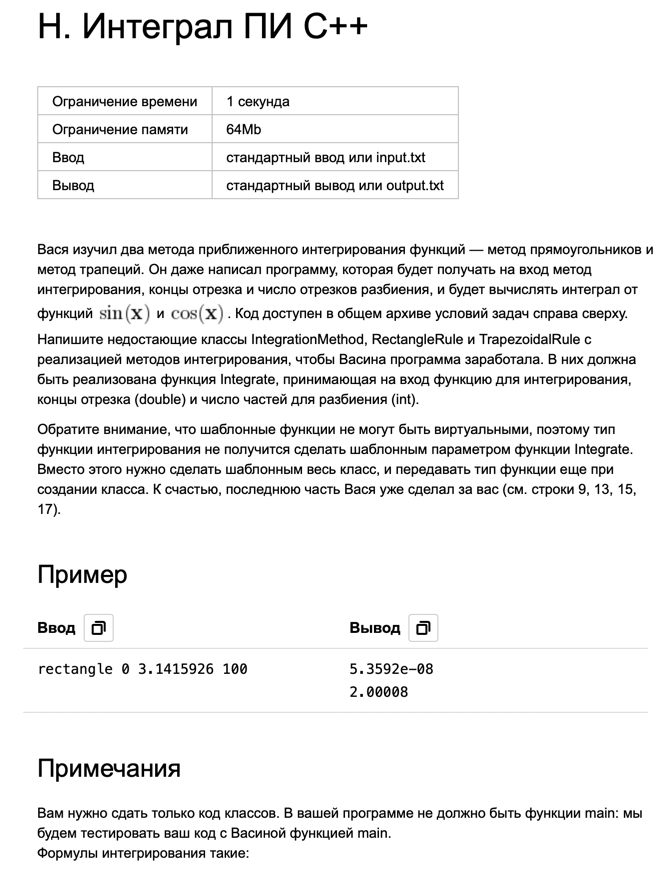 H. Интеграл ПИ C++
Ограничение времени 1 секунда
Ограничение памяти 64Mb
Ввод стандартный ввод или input.txt
Вывод стандартный вывод или output.txt
Вася изучил два метода приближенного интегрирования функций — метод прямоугольников и
метод трапеций. Он даже написал программу, которая будет получать на вход метод
интегрирования, концы отрезка и число отрезков разбиения, и будет вычислять интеграл от
функций sin(x) и cos(x). Код доступен в общем архиве условий задач справа сверху.
Напишите недостающие классы IntegrationMethod, RectangleRule и TrapezoidalRule с
реализацией методов интегрирования, чтобы Васина программа заработала. В них должна
быть реализована функция Integrate, принимающая на вход функцию для интегрирования,
концы отрезка (double) и число частей для разбиения (int).
Обратите внимание, что шаблонные функции не могут быть виртуальными, поэтому тип
функции интегрирования не получится сделать шаблонным параметром функции Integrate.
Вместо этого нужно сделать шаблонным весь класс, и передавать тип функции еще при
создании класса. К счастью, последнюю часть Вася уже сделал за вас (см. строки 9, 13, 15,
17).
Пример
Ввод Вывод
rectangle 0 3.1415926 100 5.3592e-08
2.00008
Примечания
Вам нужно сдать только код классов. В вашей программе не должно быть функции main: мы
будем тестировать ваш код с Васиной функцией main.
Формулы интегрирования такие: